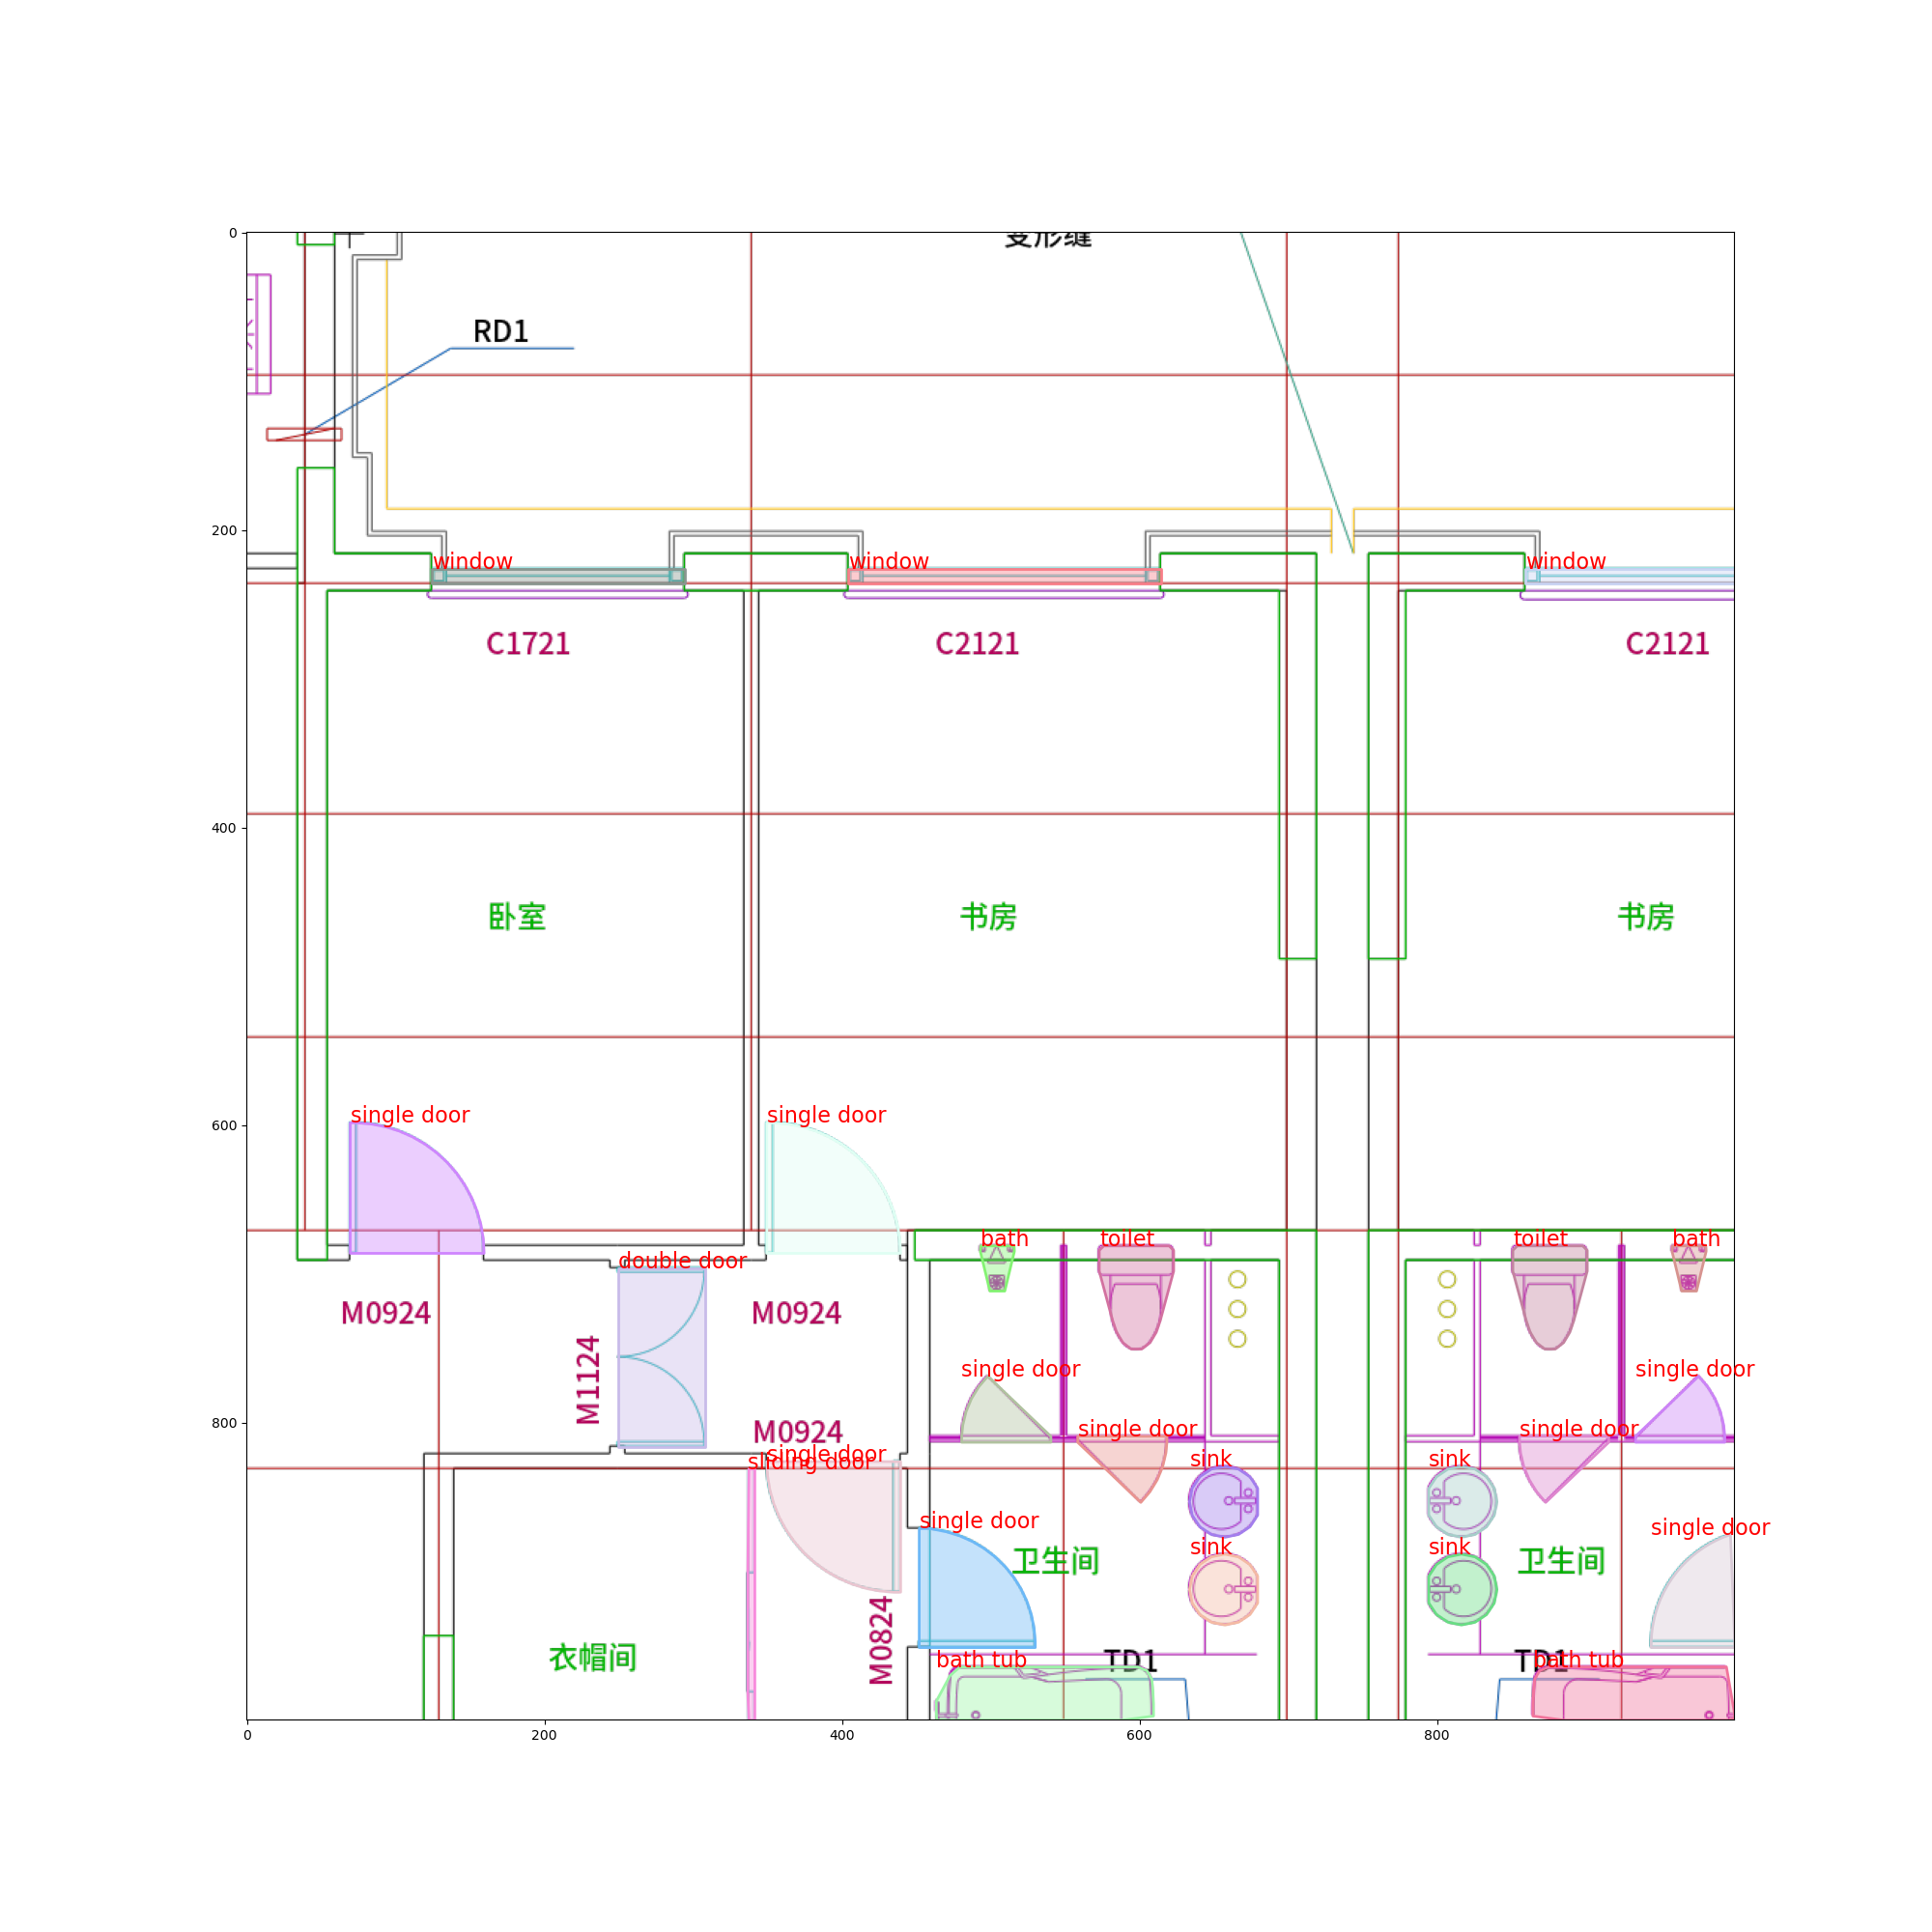 变形缝
0
RD1
200
window
window
window
C1721
C2121
C2121
400
卧室
书房
书房
600
single door
single door
double door
bath
toilet
toilet
bath
M0924
M0924
M1124
single door
single door
800
M0924
single door
single door
single door
sliding door
sink
sink
single door
single door
卫生间
sink
sink
卫生间
M0824
衣帽间
bath tub
TD1
TD1
bath tub
0
200
400
600
800